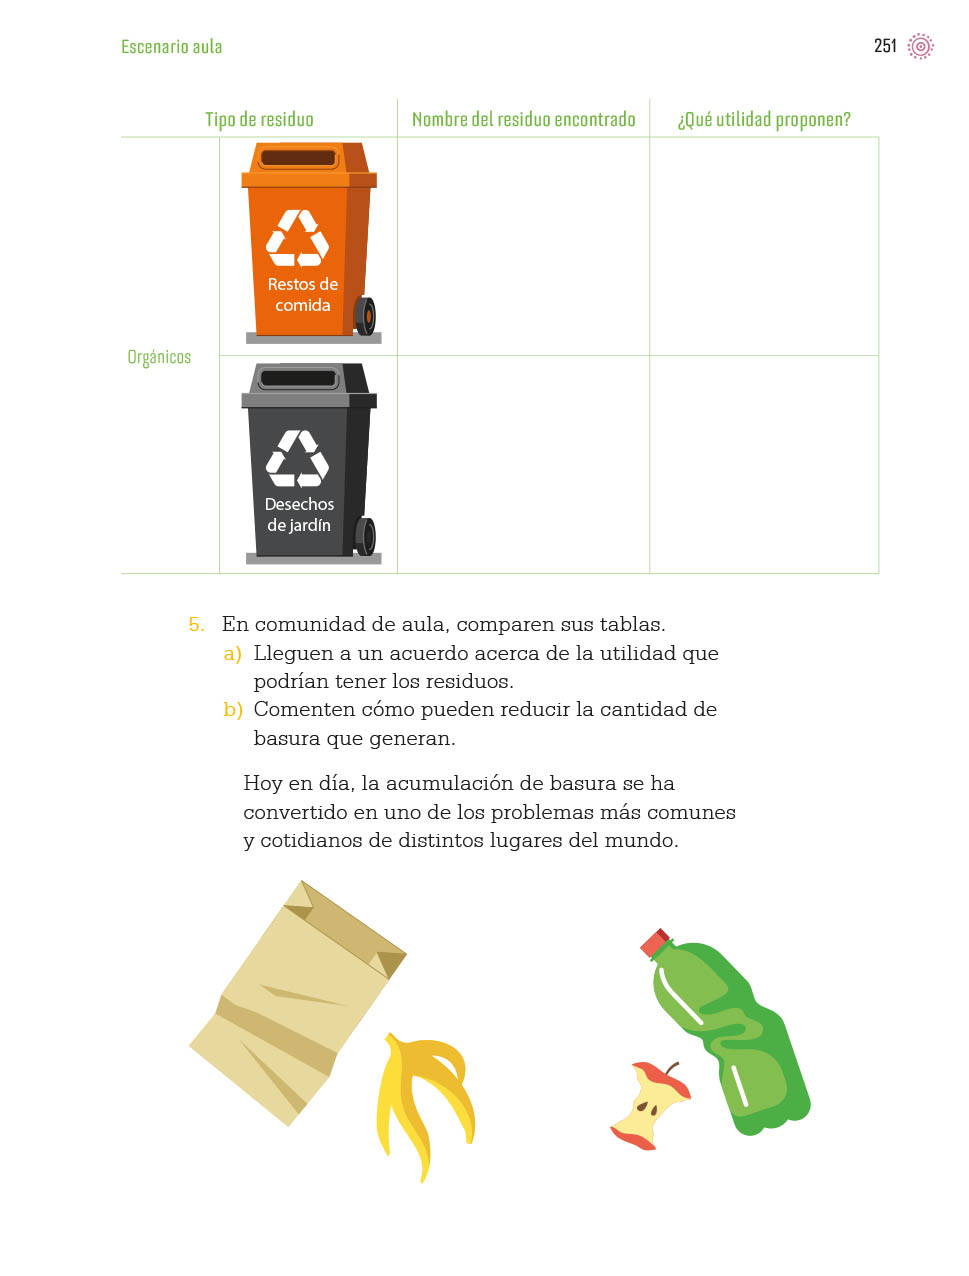 Escenario aula
251
Tipo de residuo
Nombre del residuo encontrado
¿Qué utilidad proponen?
Orgánicos
Restos de
comida
Desechos
de jardín
5. En comunidad de aula, comparen sus tablas.
a) Lleguen a un acuerdo acerca de la utilidad que
podrían tener los residuos.
b) Comenten cómo pueden reducir la cantidad de
basura que generan.
Hoy en día, la acumulación de basura se ha
convertido en uno de los problemas más comunes
y cotidianos de distintos lugares del mundo.